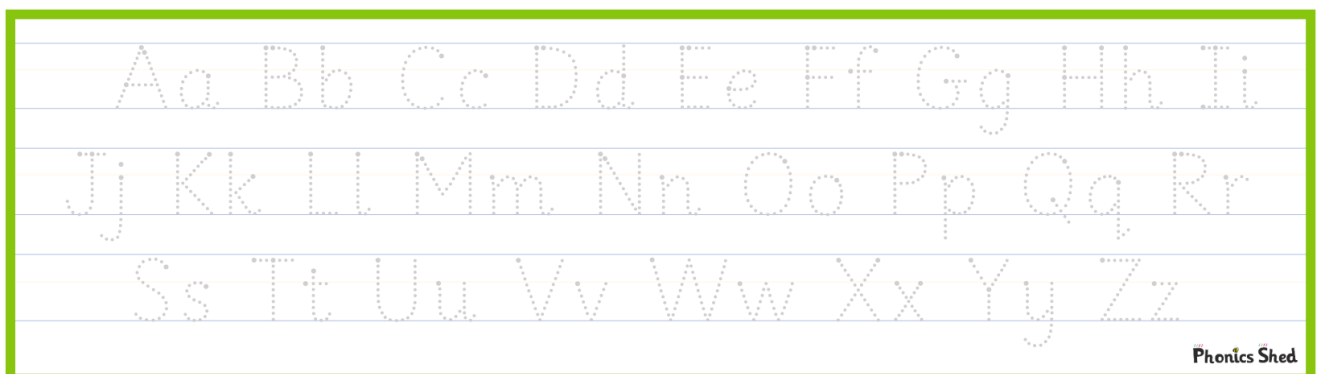 Aa Bb Cc Dd Ee Ff Gg Hh Ii
Jj Kk Ll Mm Nn Oo Pp Qq Rr
Ss Tt Uu Vv Ww Xx Yy Zz
Phonics Shed